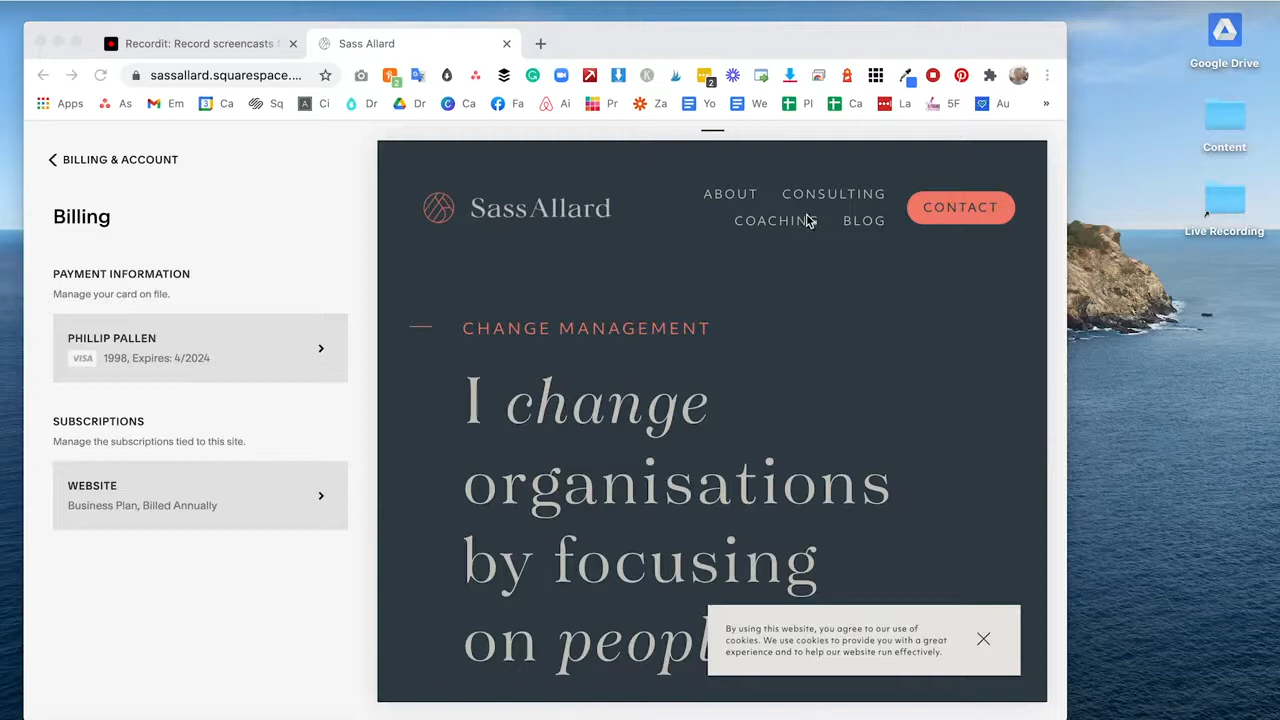 Recordit: Record screencasts
Sass Allard
sassallard.squarespace....
2
2
Apps
As
Em
3
Ca
Sq
A
Ci
Dr
Dr
Ca
Fa
Ai
Pr
Za
Yo
We
Pl
Ca
La
5F
Au
»
Google Drive
Content
Live Recording
BILLING & ACCOUNT
Billing
PAYMENT INFORMATION
Manage your card on file.
PHILLIP PALLEN
VISA 1998, Expires: 4/2024
SUBSCRIPTIONS
Manage the subscriptions tied to this site.
WEBSITE
Business Plan, Billed Annually
SassAllard
ABOUT CONSULTING
COACHING BLOG
CONTACT
CHANGE MANAGEMENT
I change
organisations
by focusing
on peopl
By using this website, you agree to our use of
cookies. We use cookies to provide you with a great
experience and to help our website run effectively.